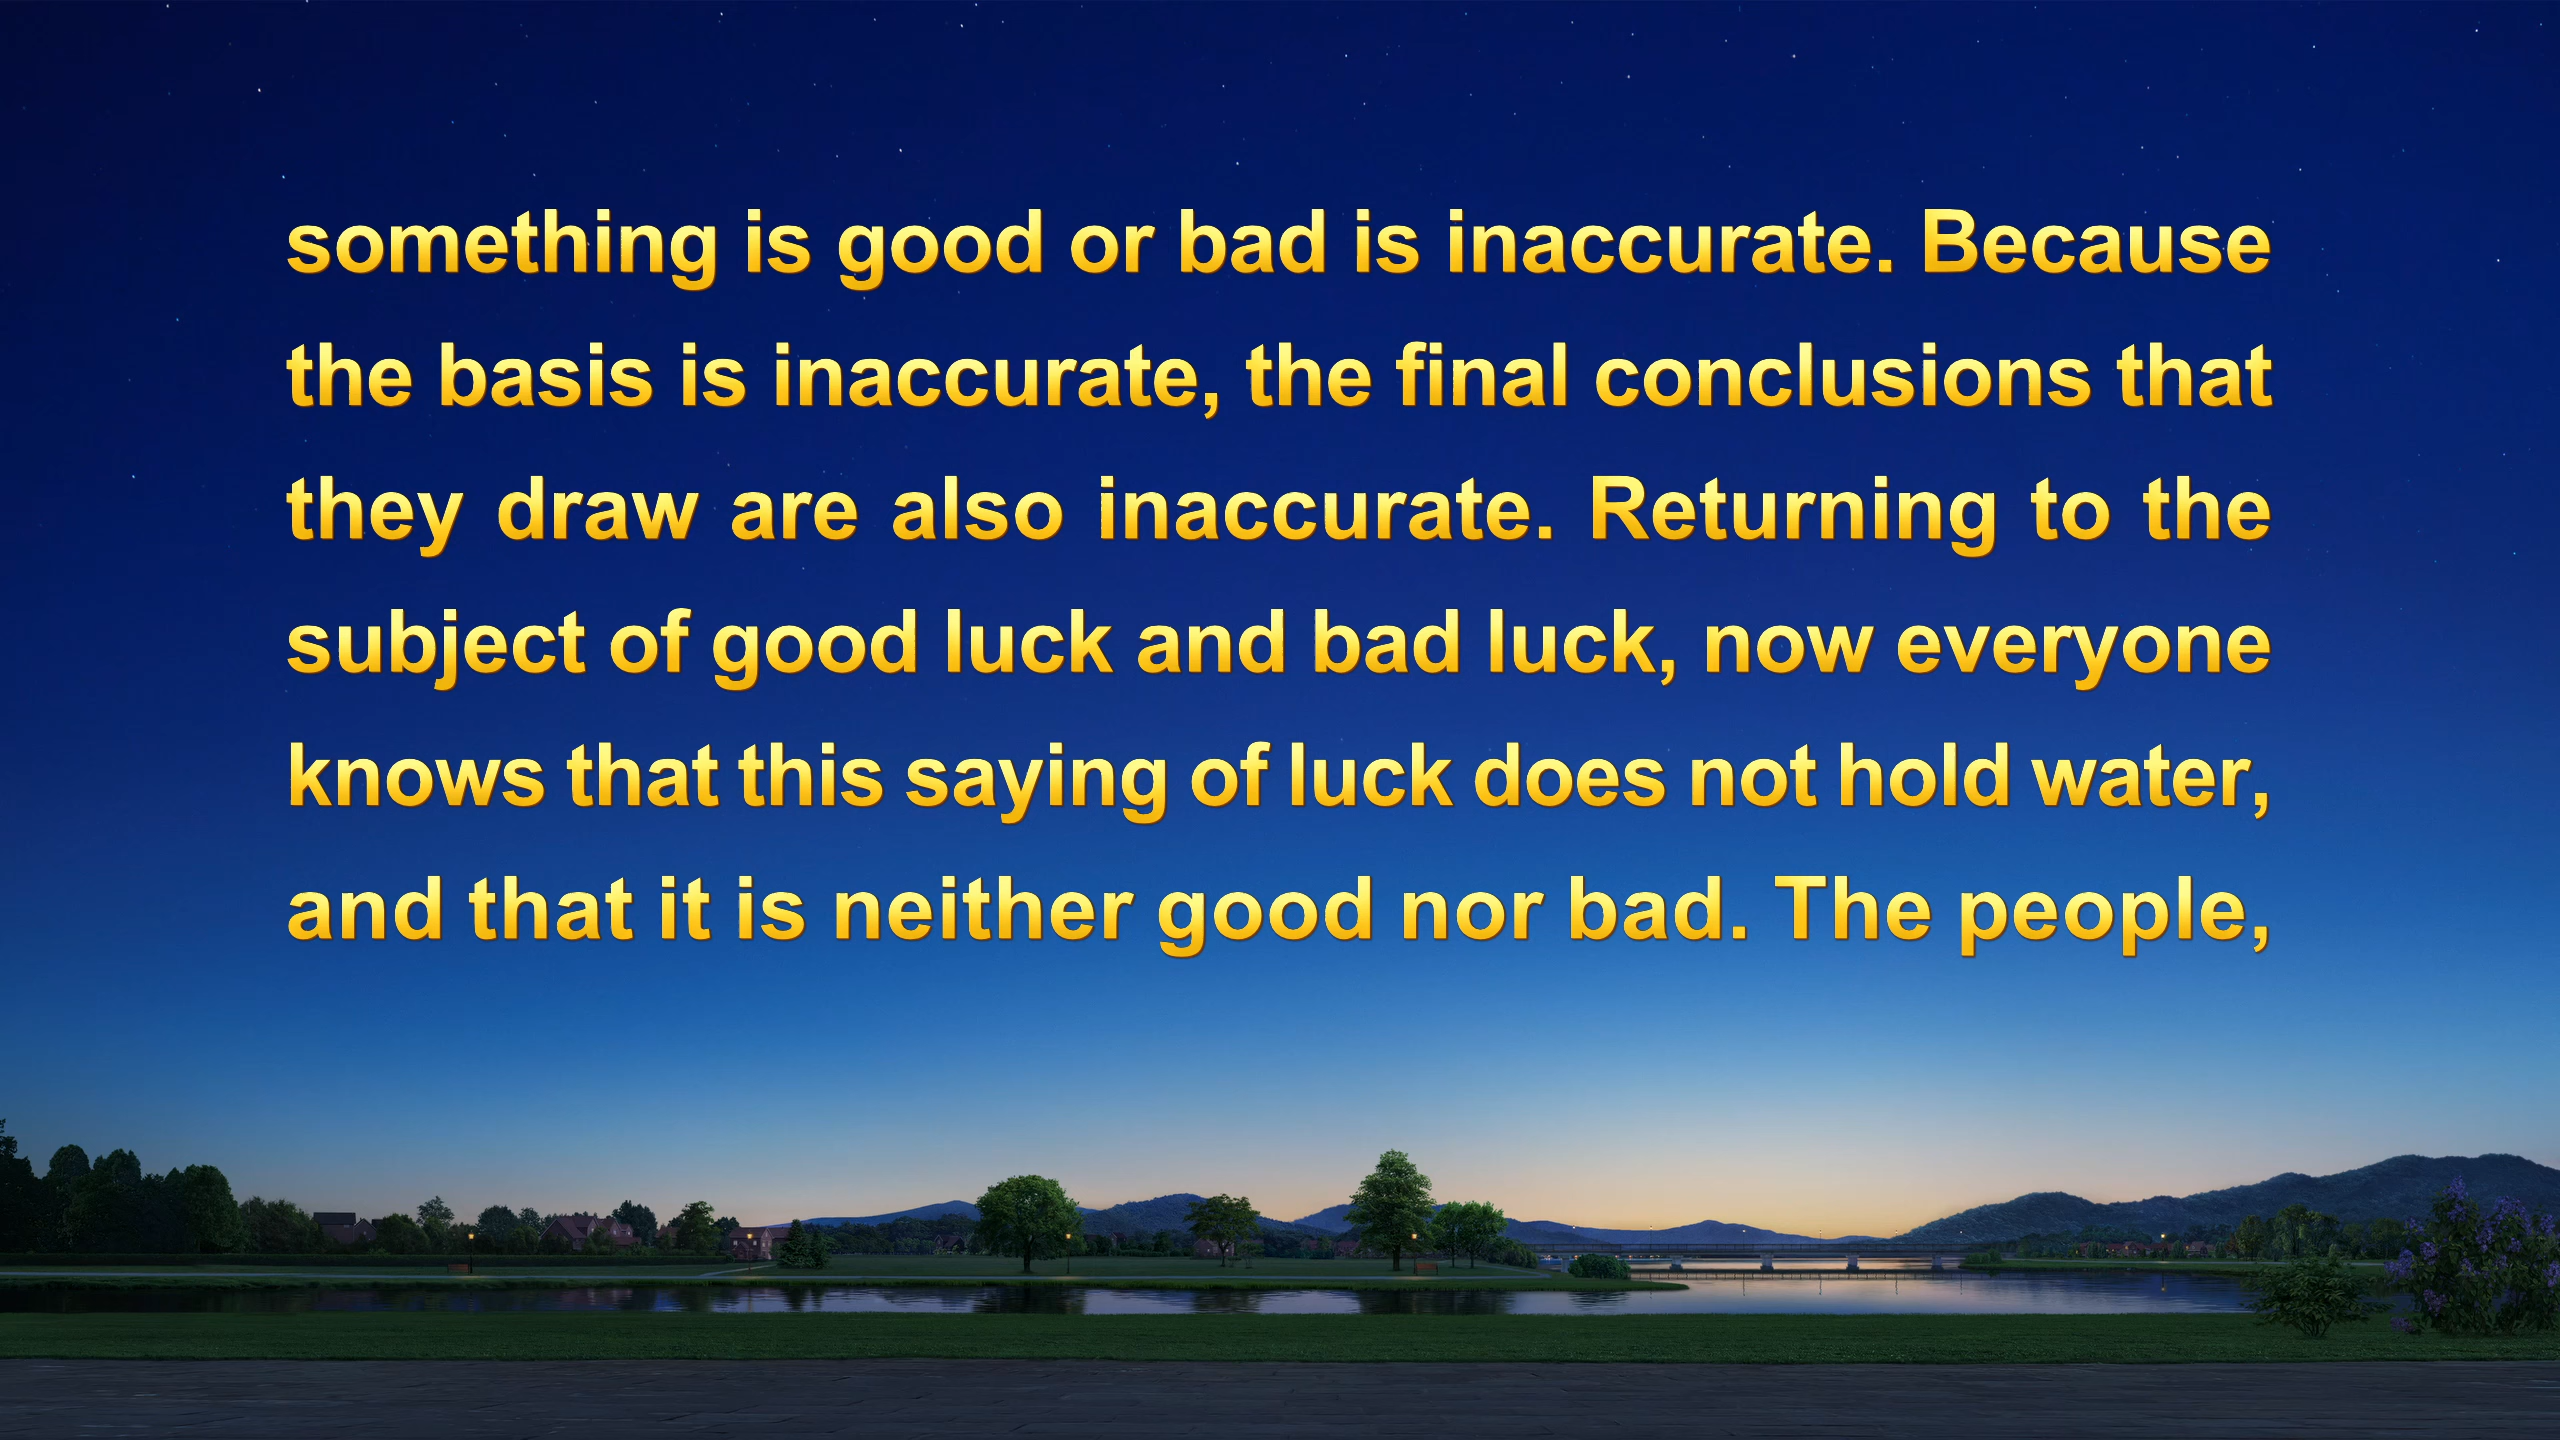 something is good or bad is inaccurate. Because
the basis is inaccurate, the final conclusions that
they draw are also inaccurate. Returning to the
subject of good luck and bad luck, now everyone
knows that this saying of luck does not hold water,
and that it is neither good nor bad. The people,